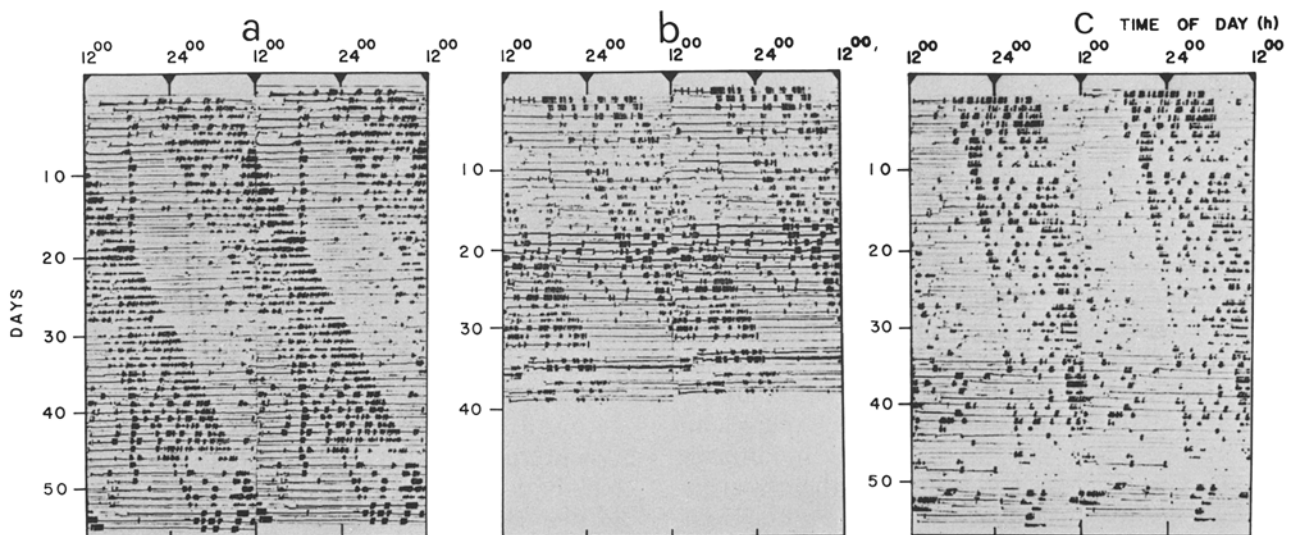 a b c TIME OF DAY (h)
12⁰⁰ 24⁰⁰ 12⁰⁰ 24⁰⁰ 12⁰⁰ 12⁰⁰ 24⁰⁰ 12⁰⁰ 24⁰⁰ 12⁰⁰, 12⁰⁰ 24⁰⁰ 12⁰⁰ 24⁰⁰ 12⁰⁰
DAYS
10 10 10
20 20 20
30 30 30
40 40 40
50 50